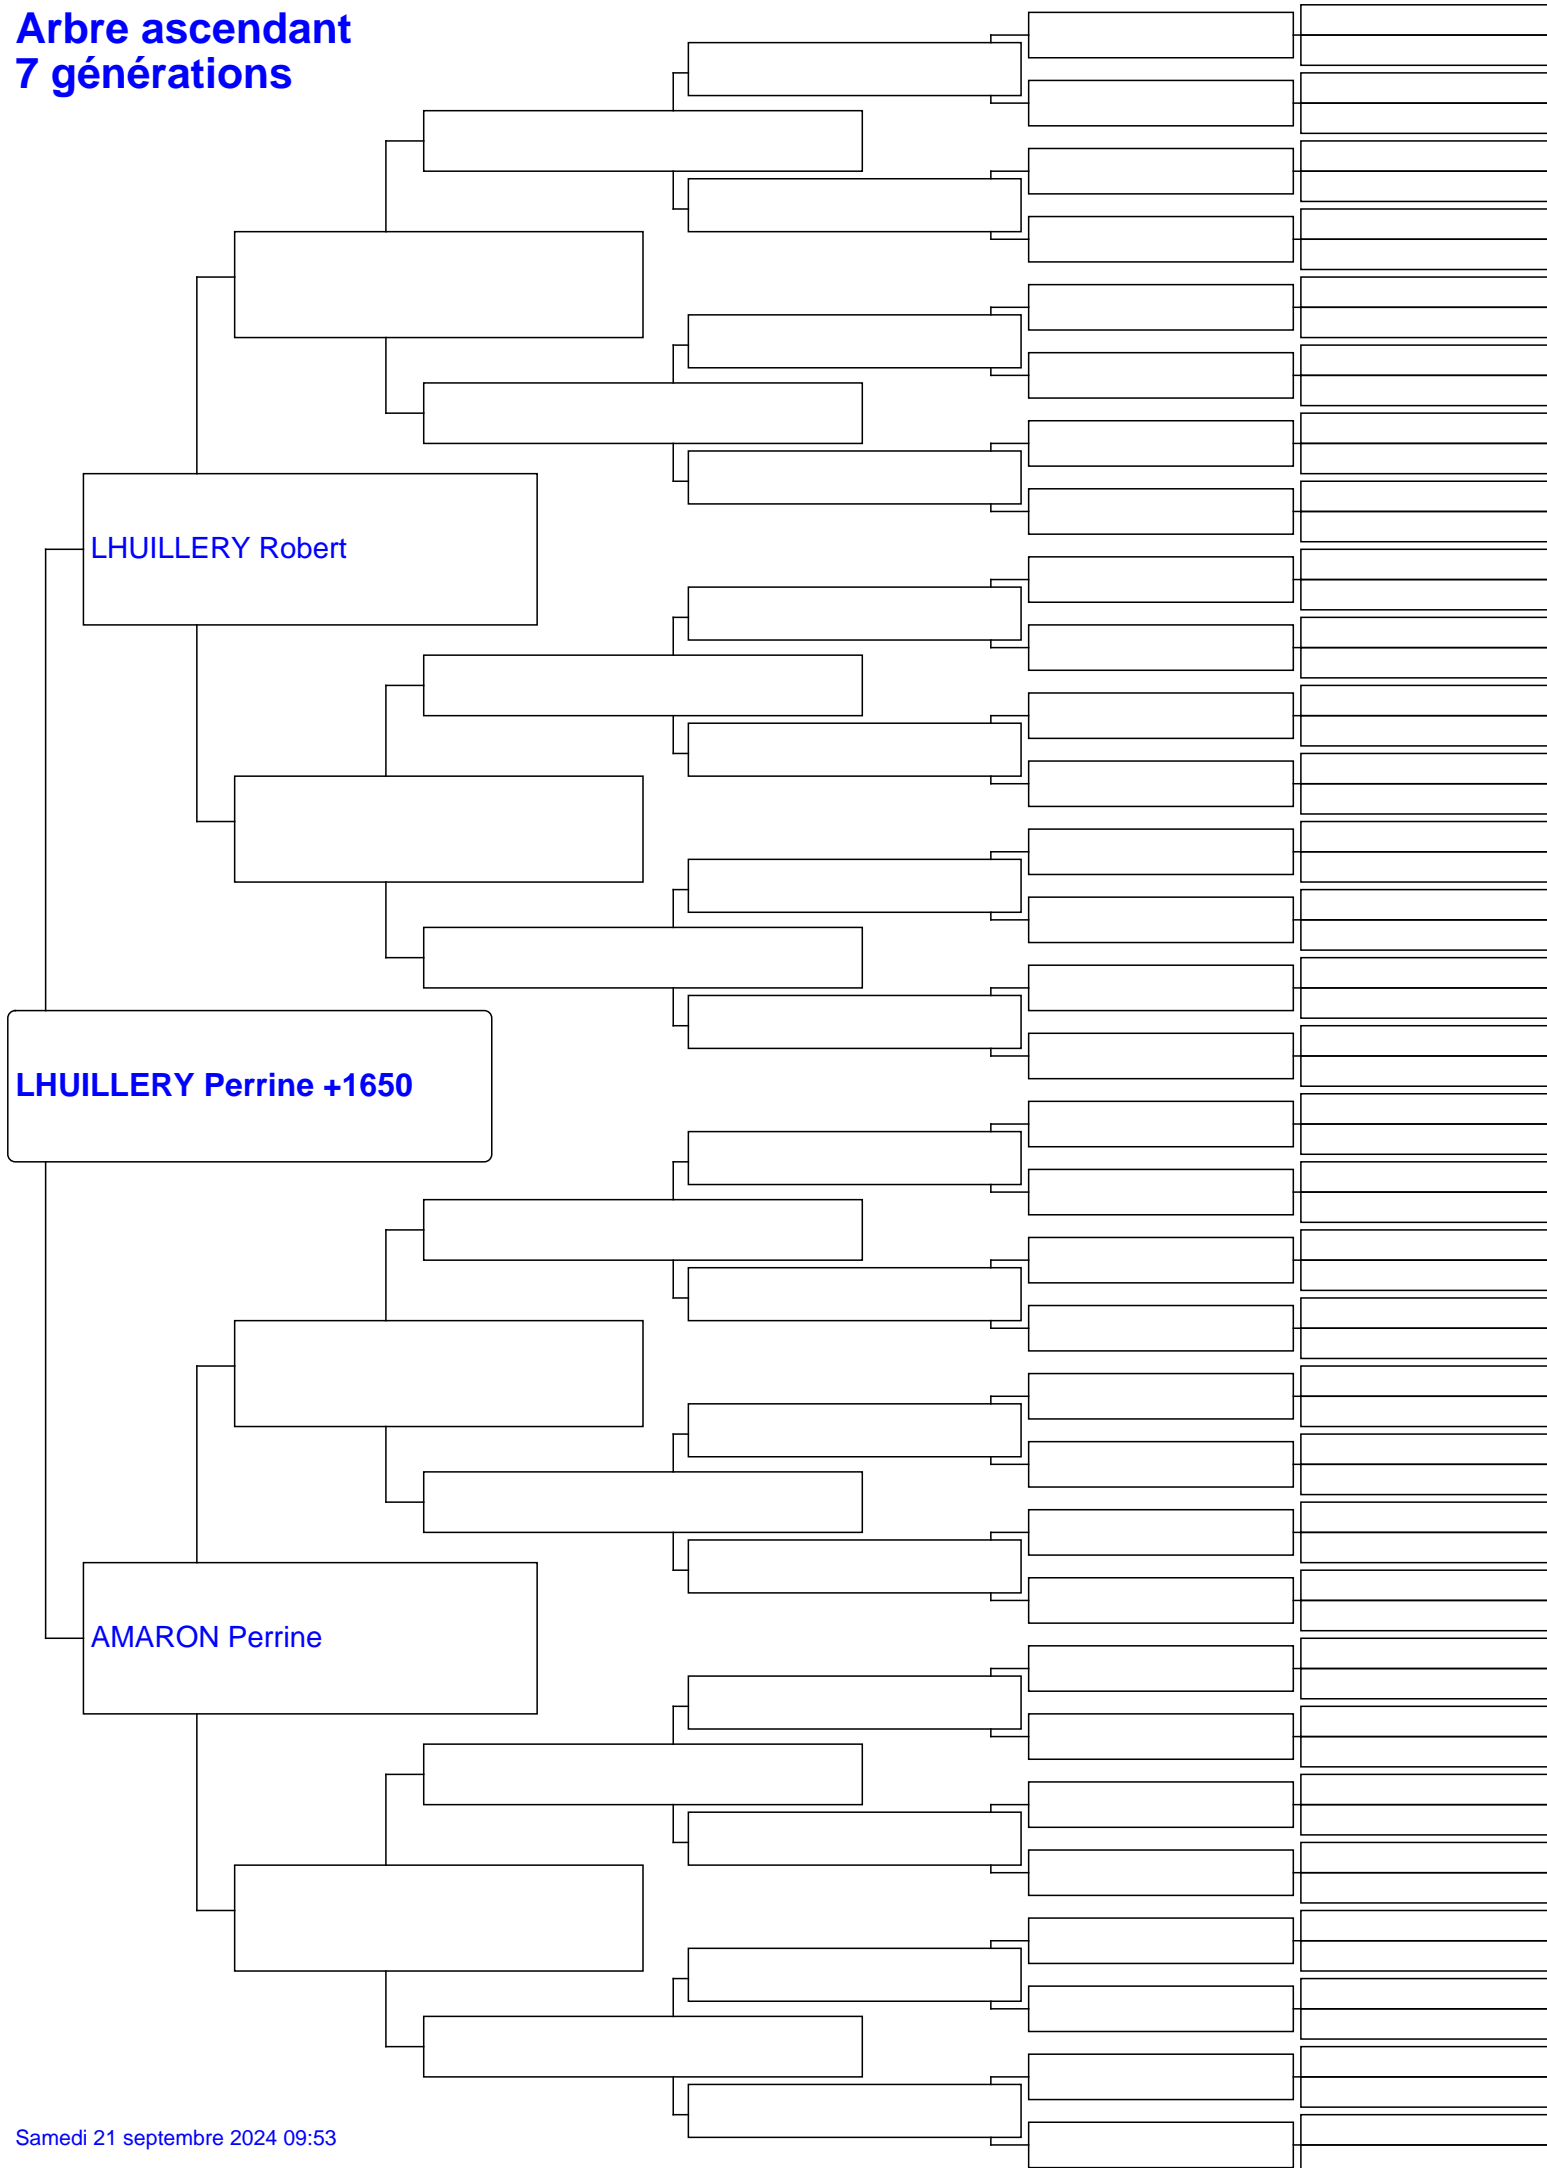 Arbre ascendant
7 générations
LHUILLERY Robert
LHUILLERY Perrine +1650
AMARON Perrine
Samedi 21 septembre 2024 09:53